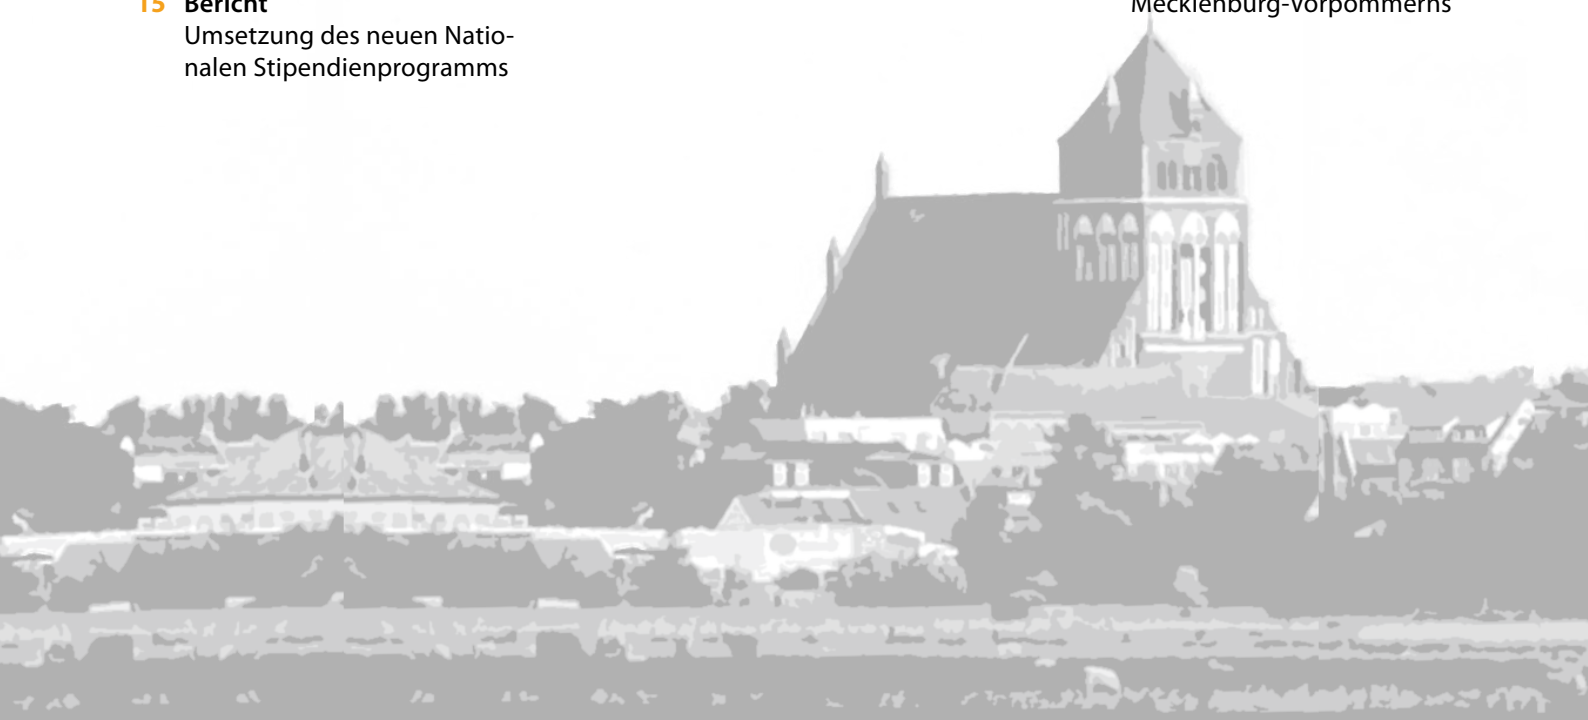 15 Bericht
Umsetzung des neuen Natio-
nalen Stipendienprogramms
Mecklenburg-Vorpommerns